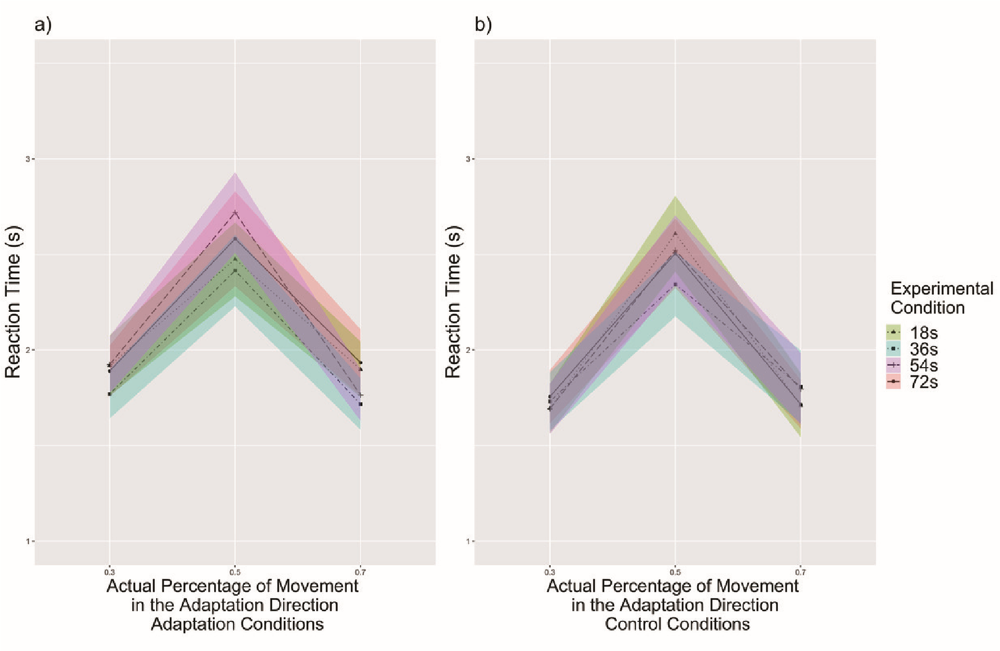 a)
Reaction Time (s)
3
2
1
0.3
0.5
0.7
Actual Percentage of Movement
in the Adaptation Direction
Adaptation Conditions
b)
Reaction Time (s)
3
2
1
0.3
0.5
0.7
Actual Percentage of Movement
in the Adaptation Direction
Control Conditions
Experimental
Condition
18s
36s
54s
72s